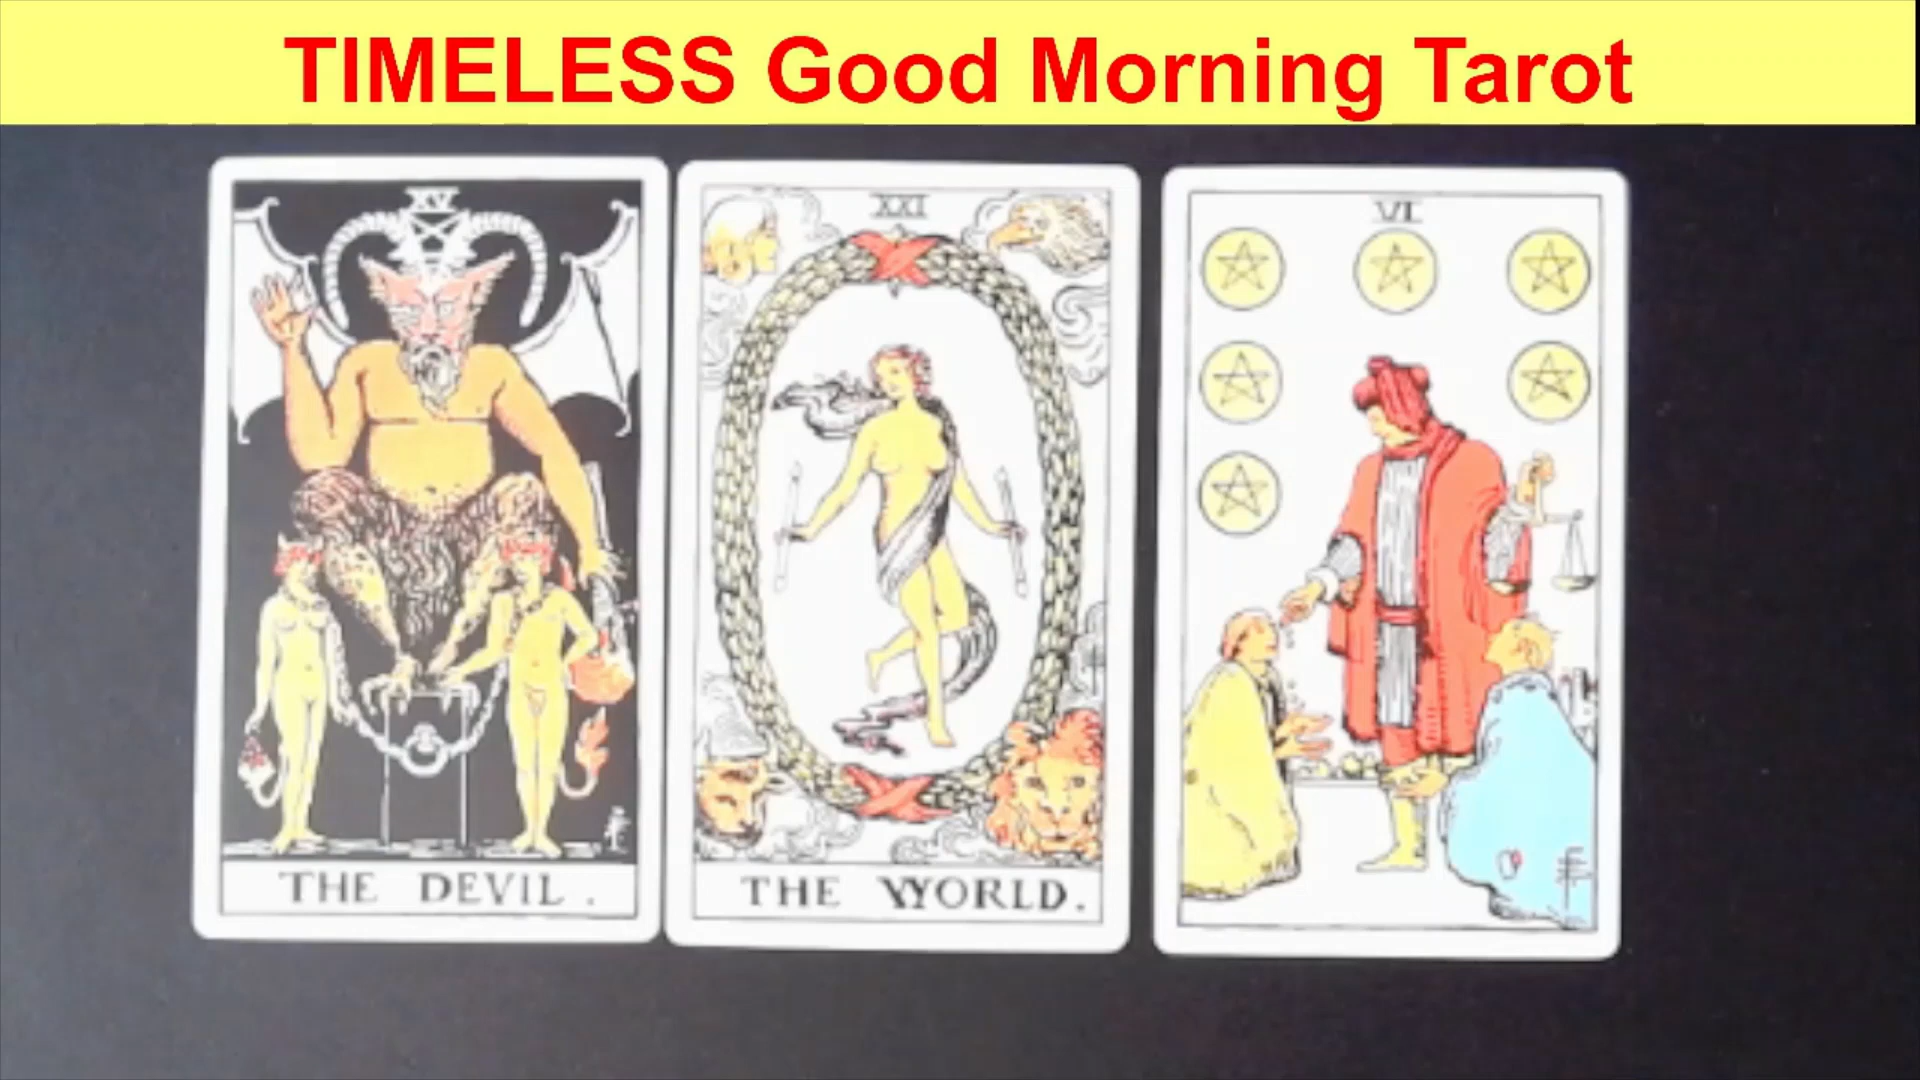 TIMELESS Good Morning Tarot
XV
XXI
VI
THE DEVIL.
THE WORLD.